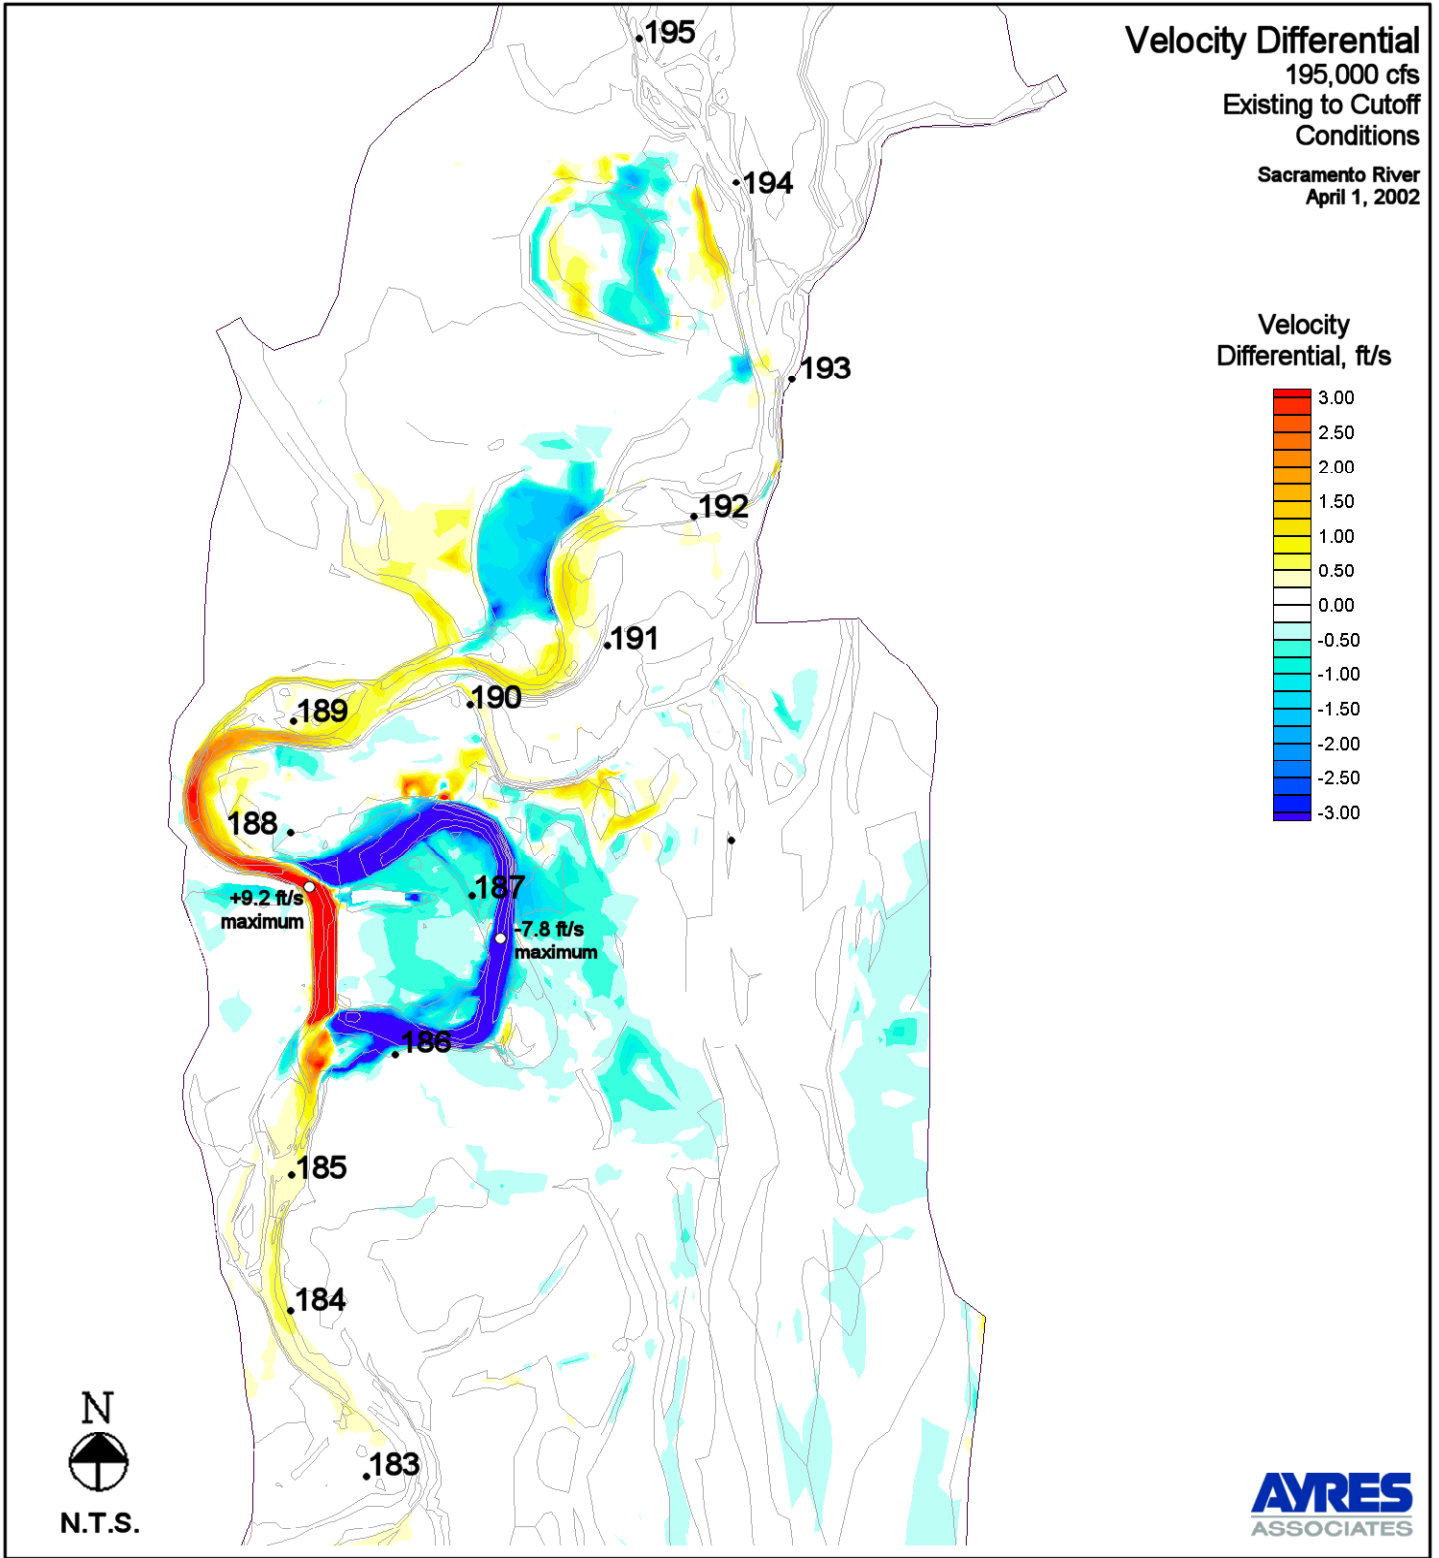 Velocity Differential
195,000 cfs
Existing to Cutoff
Conditions
Sacramento River
April 1, 2002
195
194
193
192
191
190
189
188
+9.2 ft/s
maximum
187
-7.8 ft/s
maximum
186
185
184
183
Velocity
Differential, ft/s
3.00
2.50
2.00
1.50
1.00
0.50
0.00
-0.50
-1.00
-1.50
-2.00
-2.50
-3.00
N
N.T.S.
AYRES
ASSOCIATES